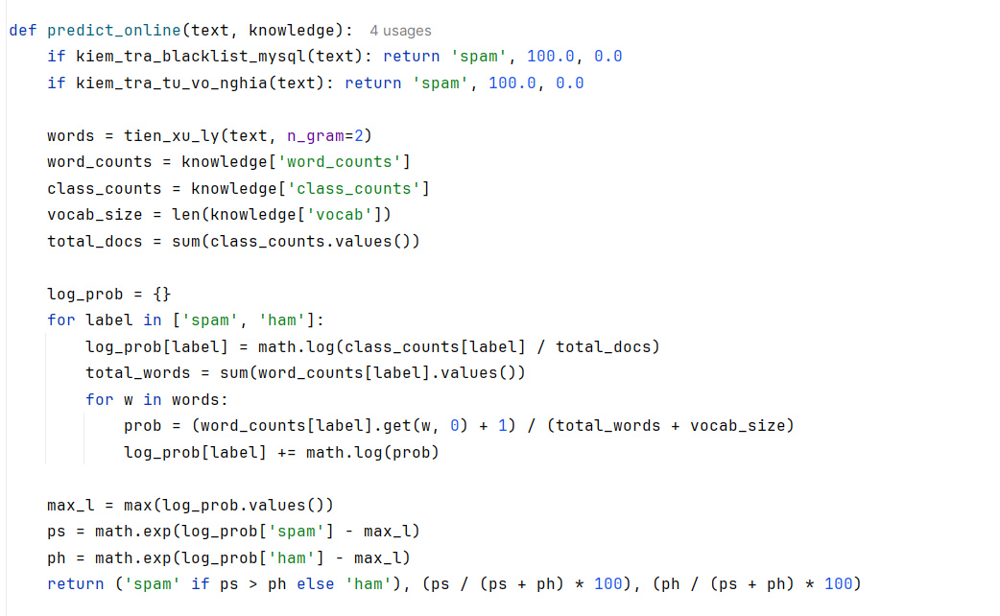 def predict_online(text, knowledge): 4 usages
    if kiem_tra_blacklist_mysql(text): return 'spam', 100.0, 0.0
    if kiem_tra_tu_vo_nghia(text): return 'spam', 100.0, 0.0

    words = tien_xu_ly(text, n_gram=2)
    word_counts = knowledge['word_counts']
    class_counts = knowledge['class_counts']
    vocab_size = len(knowledge['vocab'])
    total_docs = sum(class_counts.values())

    log_prob = {}
    for label in ['spam', 'ham']:
        log_prob[label] = math.log(class_counts[label] / total_docs)
        total_words = sum(word_counts[label].values())
        for w in words:
            prob = (word_counts[label].get(w, 0) + 1) / (total_words + vocab_size)
            log_prob[label] += math.log(prob)

    max_l = max(log_prob.values())
    ps = math.exp(log_prob['spam'] - max_l)
    ph = math.exp(log_prob['ham'] - max_l)
    return ('spam' if ps > ph else 'ham'), (ps / (ps + ph) * 100), (ph / (ps + ph) * 100)